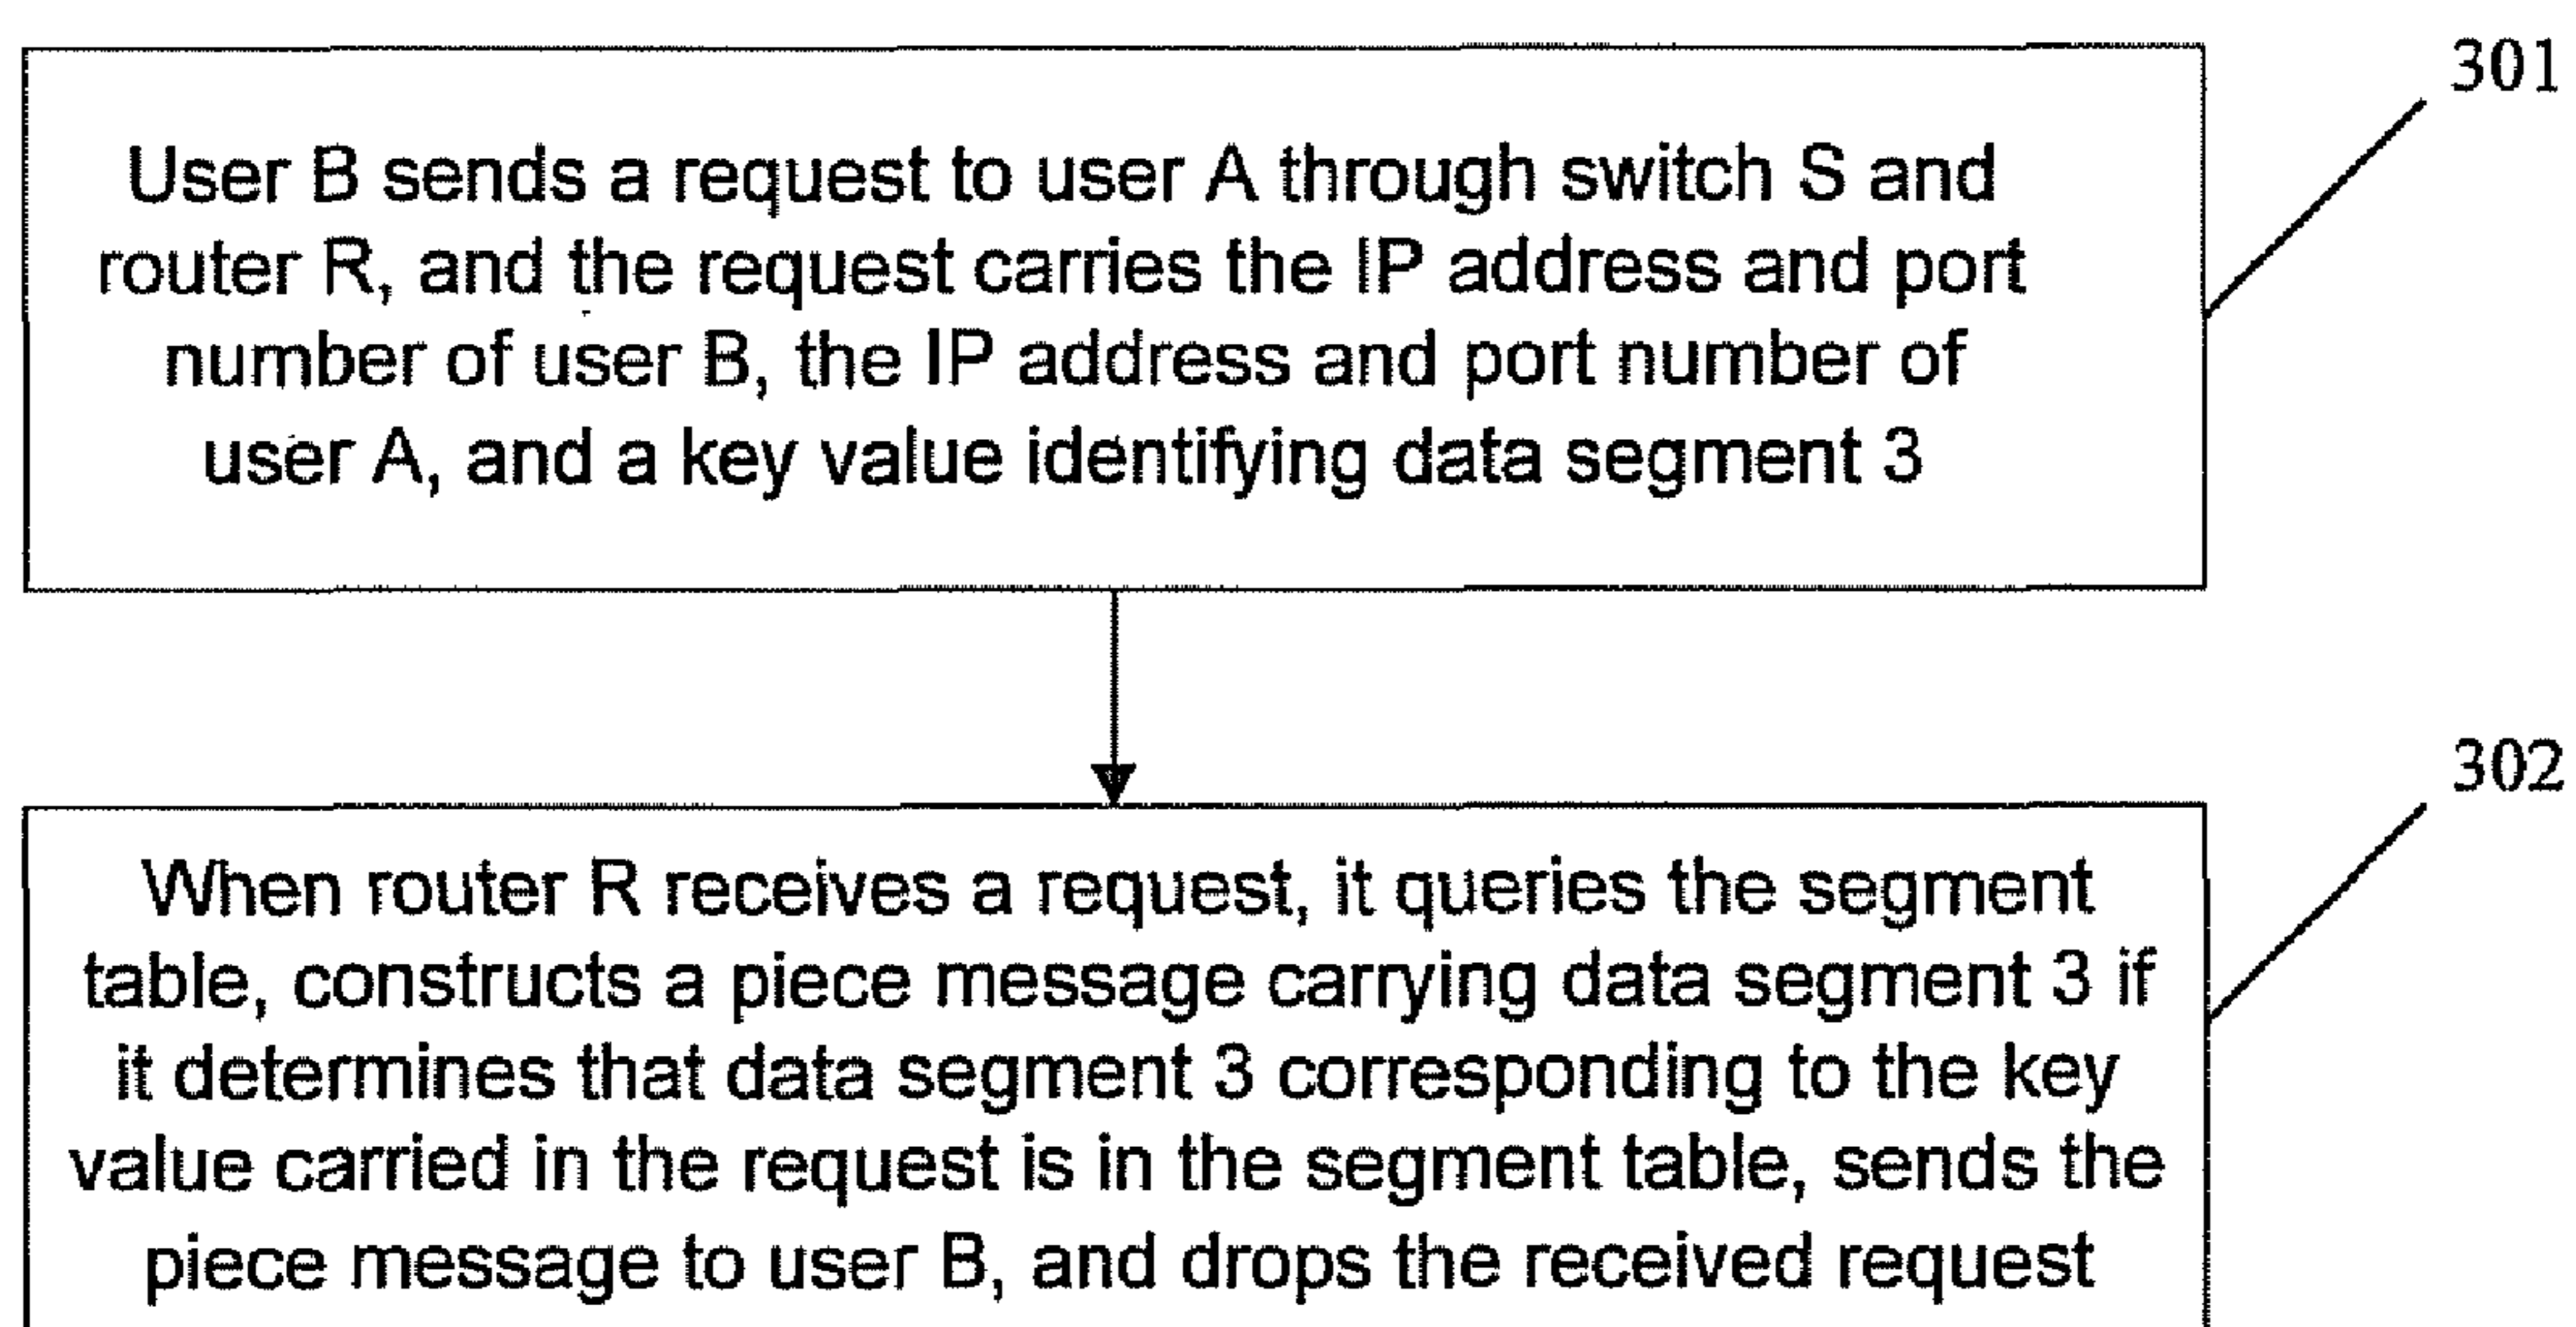 301
User B sends a request to user A through switch S and
router R, and the request carries the IP address and port
number of user B, the IP address and port number of
user A, and a key value identifying data segment 3
302
When router R receives a request, it queries the segment
table, constructs a piece message carrying data segment 3 if
it determines that data segment 3 corresponding to the key
value carried in the request is in the segment table, sends the
piece message to user B, and drops the received request